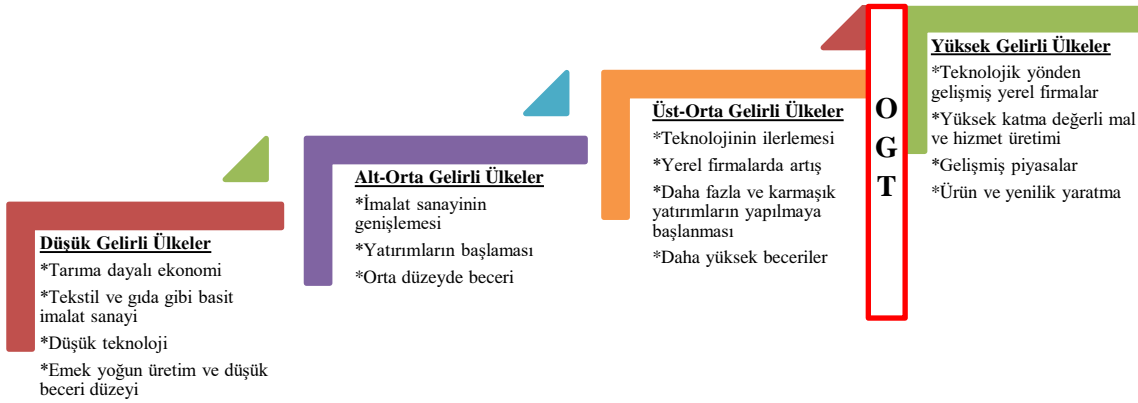 Düşük Gelirli Ülkeler
*Tarıma dayalı ekonomi
*Tekstil ve gıda gibi basit
imalat sanayi
*Düşük teknoloji
*Emek yoğun üretim ve düşük
beceri düzeyi
Alt-Orta Gelirli Ülkeler
*İmalat sanayinin
genişlemesi
*Yatırımların başlaması
*Orta düzeyde beceri
Üst-Orta Gelirli Ülkeler
*Teknolojinin ilerlemesi
*Yerel firmalarda artış
*Daha fazla ve karmaşık
yatırımların yapılmaya
başlanması
*Daha yüksek beceriler
O
G
T
Yüksek Gelirli Ülkeler
*Teknolojik yönden
gelişmiş yerel firmalar
*Yüksek katma değerli mal
ve hizmet üretimi
*Gelişmiş piyasalar
*Ürün ve yenilik yaratma